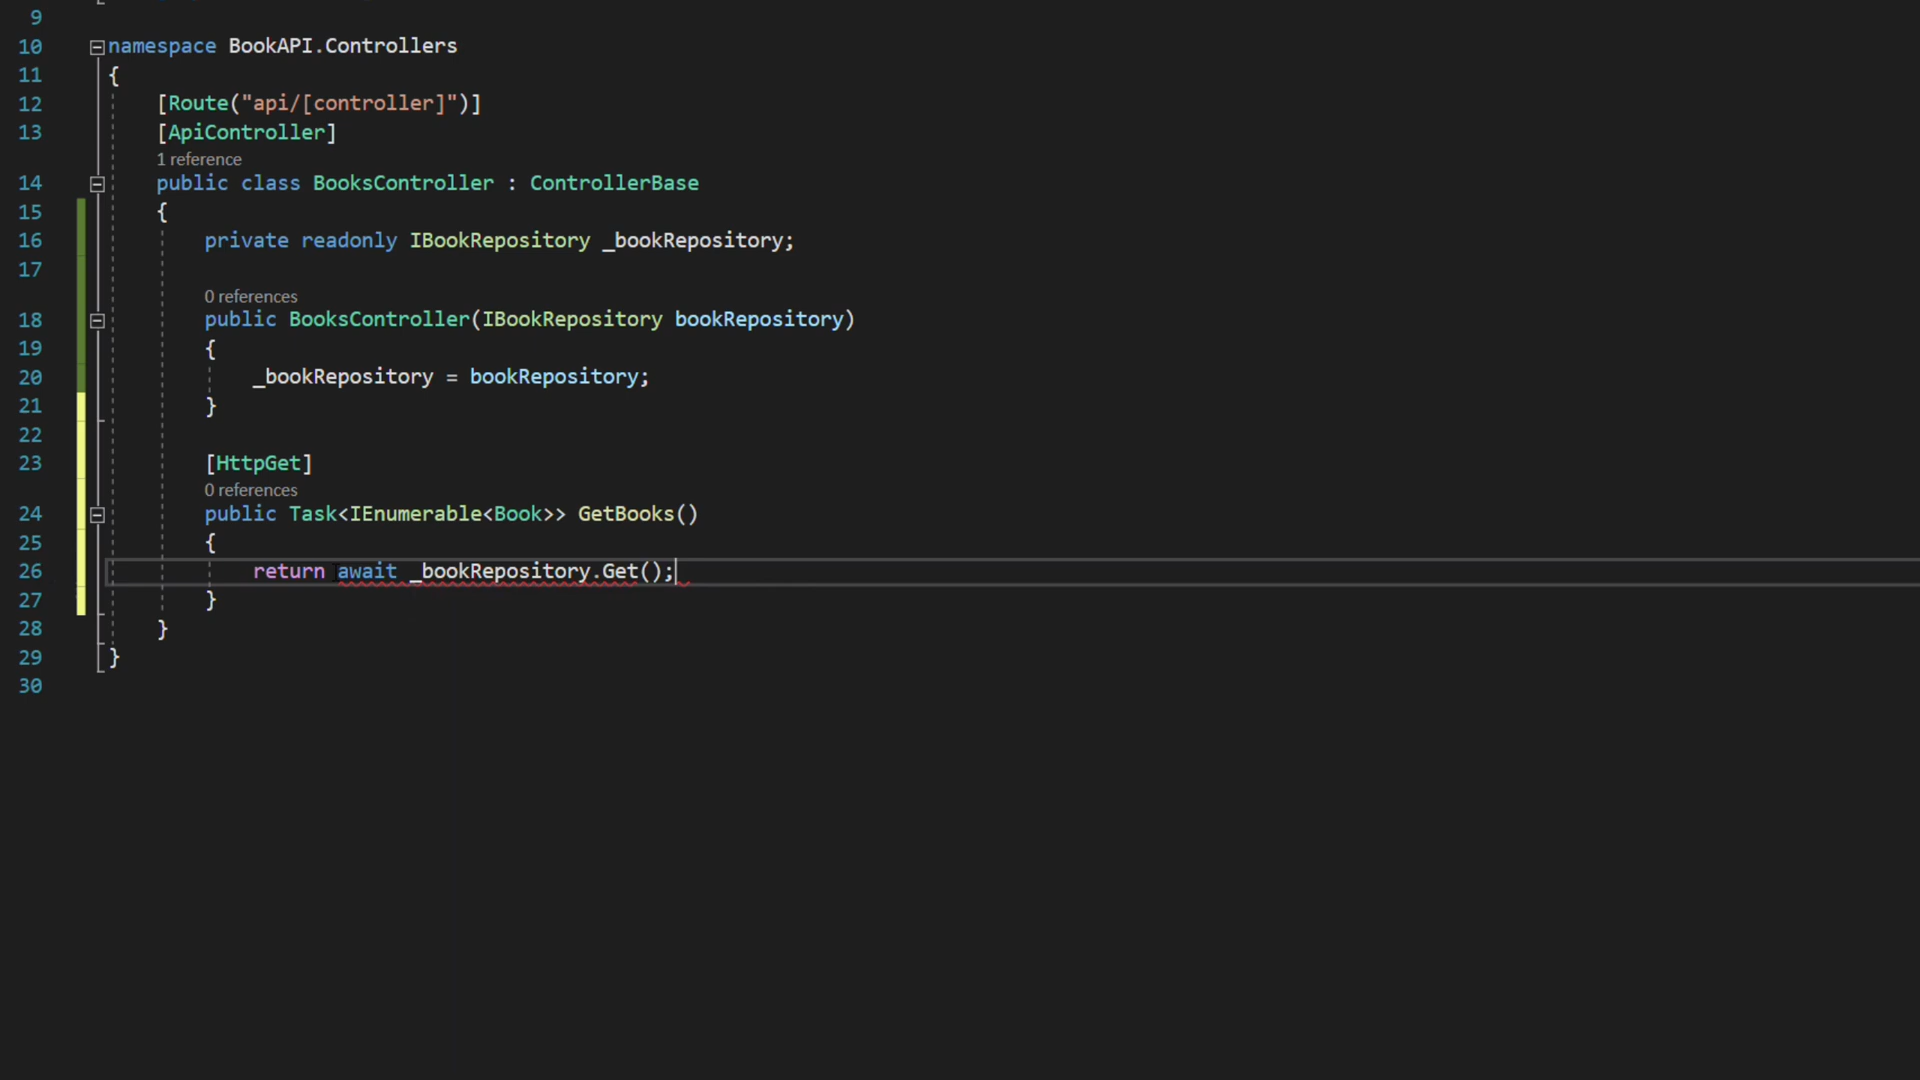 9
10 namespace BookAPI.Controllers
11 {
12 [Route("api/[controller]")]
13 [ApiController]
1 reference
14 public class BooksController : ControllerBase
15 {
16 private readonly IBookRepository _bookRepository;
17
0 references
18 public BooksController(IBookRepository bookRepository)
19 {
20 _bookRepository = bookRepository;
21 }
22
23 [HttpGet]
0 references
24 public Task<IEnumerable<Book>> GetBooks()
25 {
26 return await _bookRepository.Get();
27 }
28 }
29 }
30